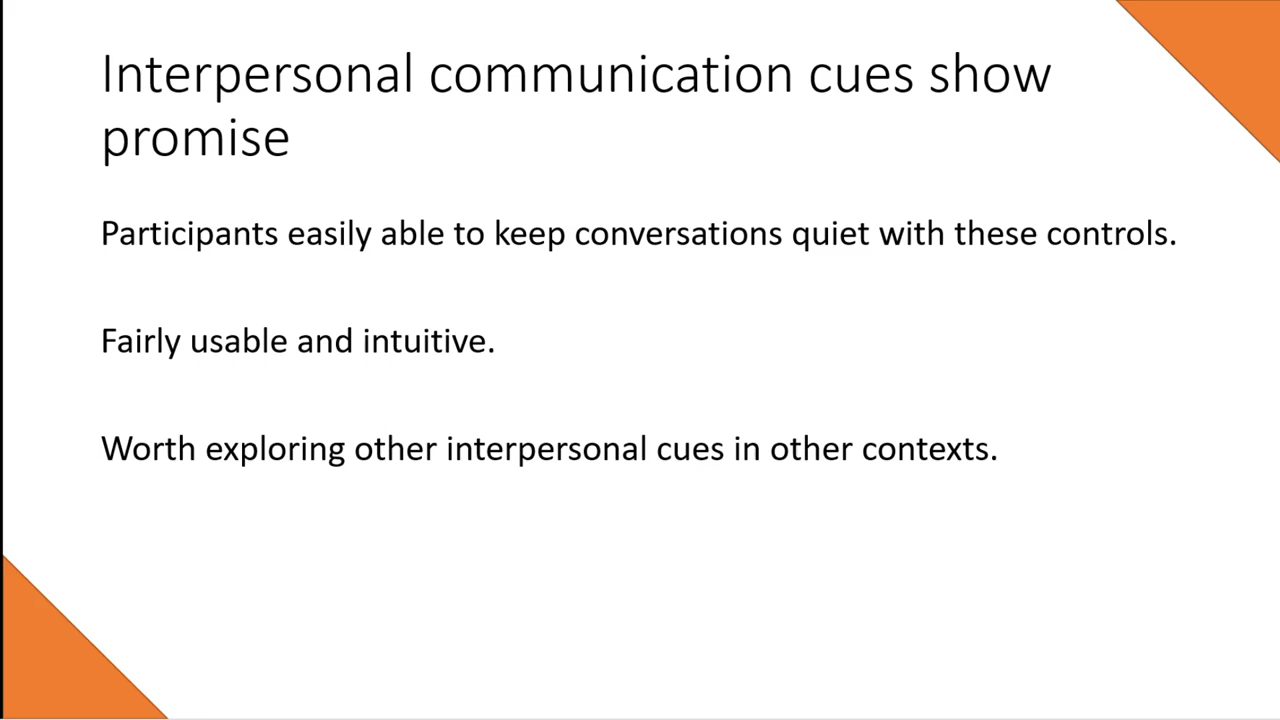 Interpersonal communication cues show
promise
Participants easily able to keep conversations quiet with these controls.
Fairly usable and intuitive.
Worth exploring other interpersonal cues in other contexts.